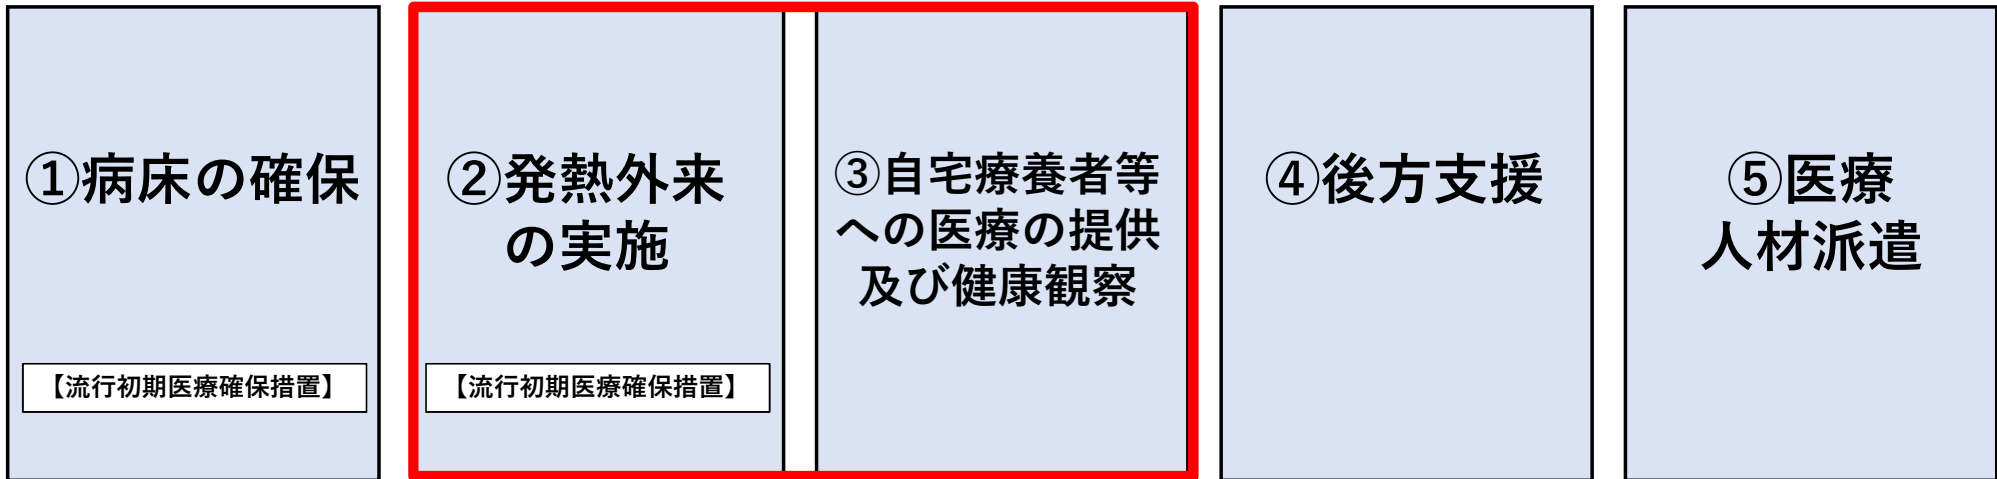 ①病床の確保
【流行初期医療確保措置】
②発熱外来
の実施
【流行初期医療確保措置】
③自宅療養者等
への医療の提供
及び健康観察
④後方支援
⑤医療
人材派遣